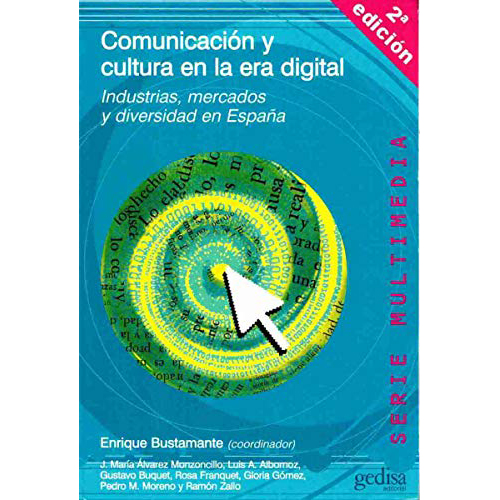 2ª
edición
Comunicación y
cultura en la era digital
Industrias, mercados
y diversidad en España
SERIE MULTIMEDIA
Enrique Bustamante (coordinador)
J. María Álvarez Monzoncillo, Luis A. Albornoz,
Gustavo Buquet, Rosa Franquet, Gloria Gómez,
Pedro M. Moreno y Ramón Zallo
gedisa
editorial